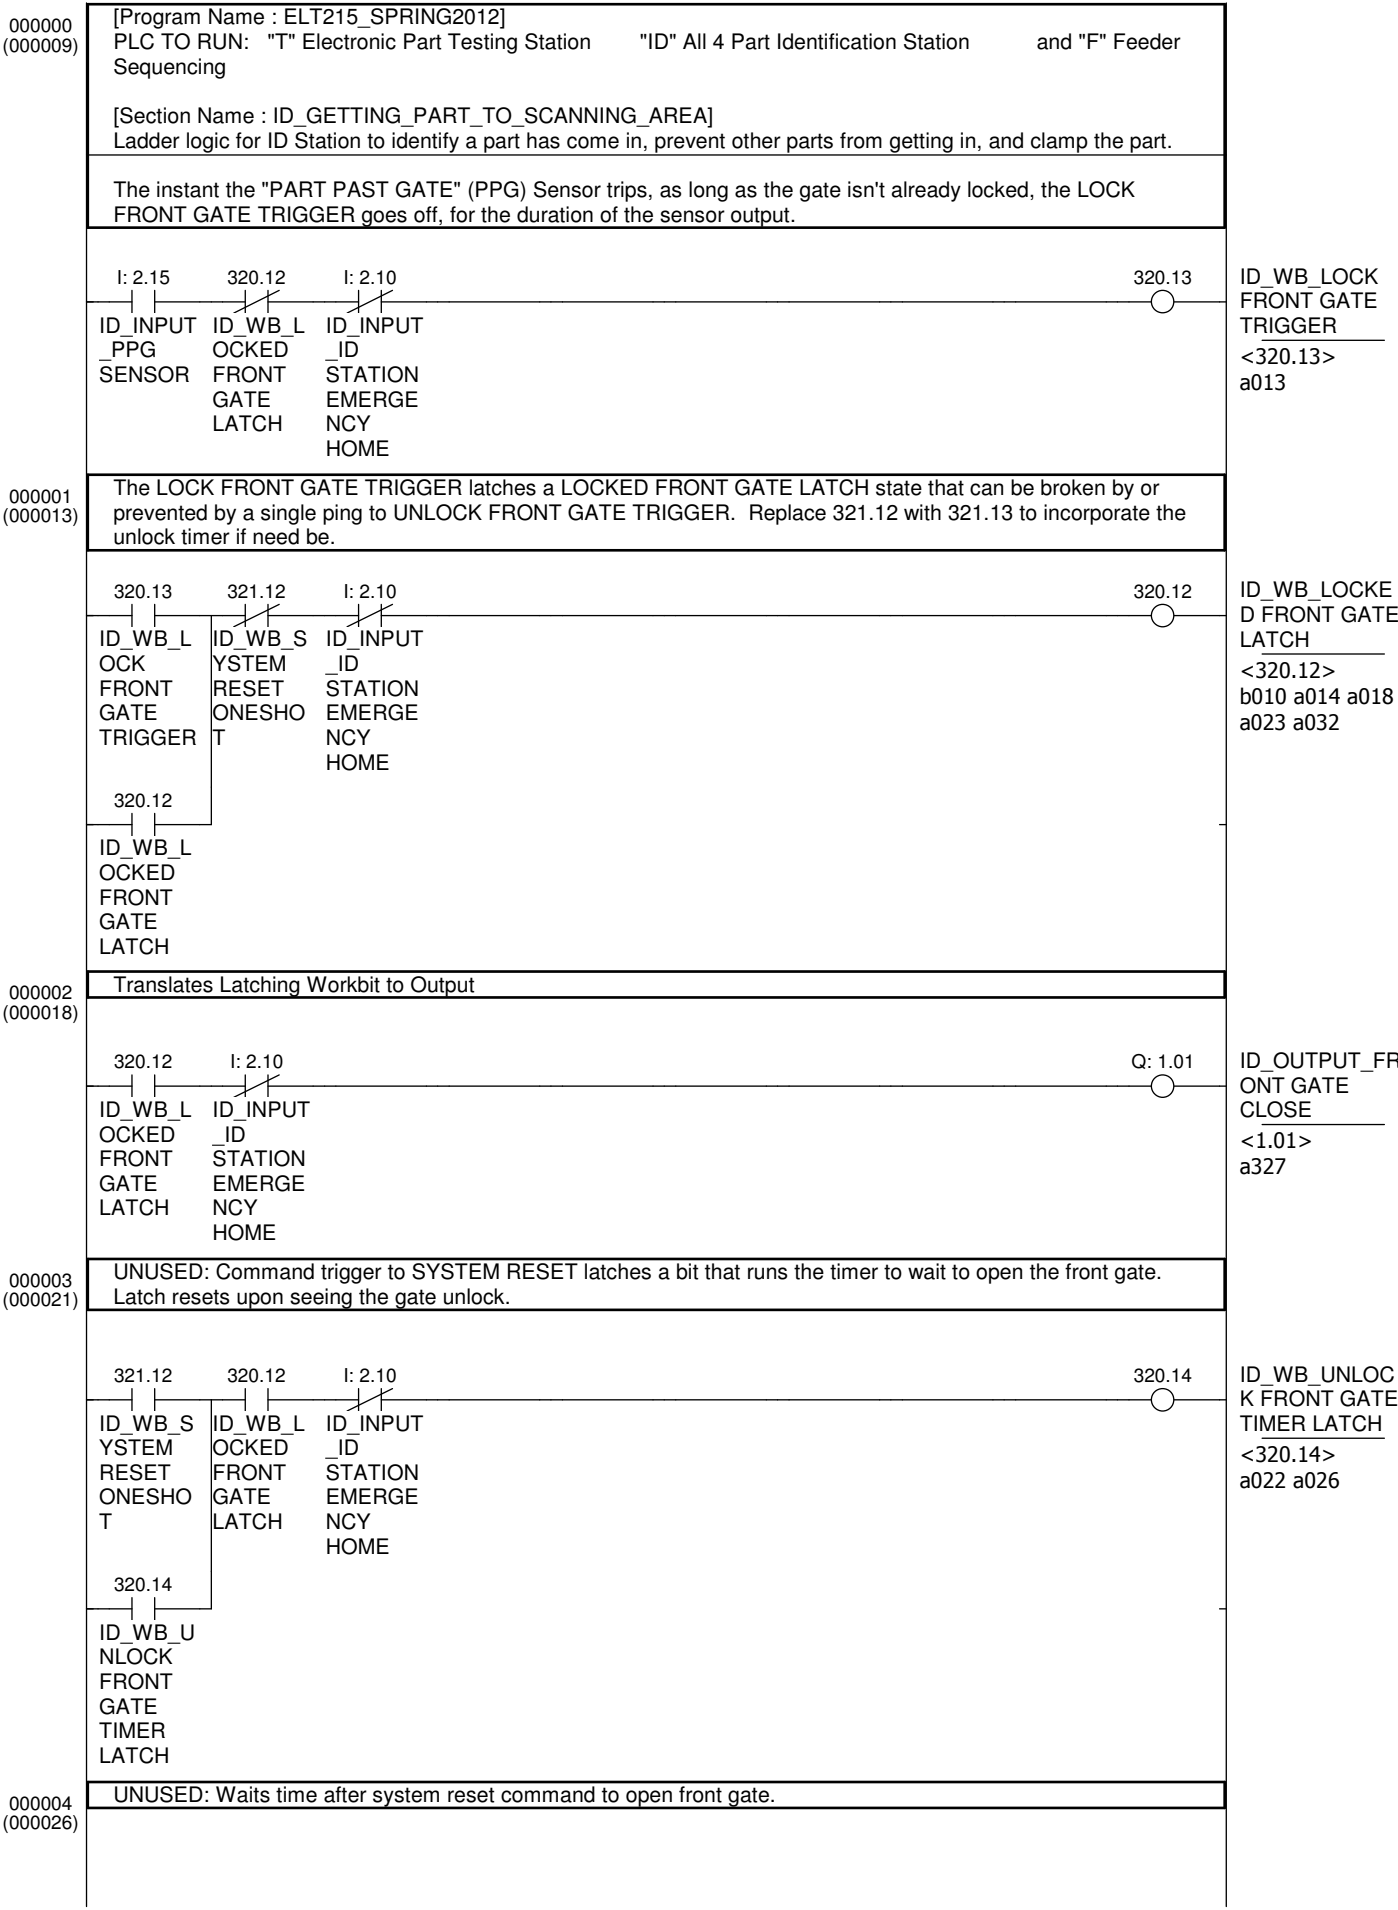 000000
(000009)
[Program Name : ELT215_SPRING2012]
PLC TO RUN: "T" Electronic Part Testing Station "ID" All 4 Part Identification Station and "F" Feeder
Sequencing
[Section Name : ID_GETTING_PART_TO_SCANNING_AREA]
Ladder logic for ID Station to identify a part has come in, prevent other parts from getting in, and clamp the part.
The instant the "PART PAST GATE" (PPG) Sensor trips, as long as the gate isn't already locked, the LOCK
FRONT GATE TRIGGER goes off, for the duration of the sensor output.
I: 2.15
ID_INPUT
_PPG
SENSOR
320.12
ID_WB_L
OCKED
FRONT
GATE
LATCH
I: 2.10
ID_INPUT
_ID
STATION
EMERGE
NCY
HOME
320.13
ID_WB_LOCK
FRONT GATE
TRIGGER
<320.13>
a013
000001
(000013)
The LOCK FRONT GATE TRIGGER latches a LOCKED FRONT GATE LATCH state that can be broken by or
prevented by a single ping to UNLOCK FRONT GATE TRIGGER. Replace 321.12 with 321.13 to incorporate the
unlock timer if need be.
320.13
ID_WB_L
OCK
FRONT
GATE
TRIGGER
321.12
ID_WB_S
YSTEM
RESET
ONESHO
T
I: 2.10
ID_INPUT
_ID
STATION
EMERGE
NCY
HOME
320.12
ID_WB_LOCKE
D FRONT GATE
LATCH
<320.12>
b010 a014 a018
a023 a032
320.12
ID_WB_L
OCKED
FRONT
GATE
LATCH
000002
(000018)
Translates Latching Workbit to Output
320.12
ID_WB_L
OCKED
FRONT
GATE
LATCH
I: 2.10
ID_INPUT
_ID
STATION
EMERGE
NCY
HOME
Q: 1.01
ID_OUTPUT_FR
ONT GATE
CLOSE
<1.01>
a327
000003
(000021)
UNUSED: Command trigger to SYSTEM RESET latches a bit that runs the timer to wait to open the front gate.
Latch resets upon seeing the gate unlock.
321.12
ID_WB_S
YSTEM
RESET
ONESHO
T
320.12
ID_WB_L
OCKED
FRONT
GATE
LATCH
I: 2.10
ID_INPUT
_ID
STATION
EMERGE
NCY
HOME
320.14
ID_WB_UNLOC
K FRONT GATE
TIMER LATCH
<320.14>
a022 a026
320.14
ID_WB_U
NLOCK
FRONT
GATE
TIMER
LATCH
000004
(000026)
UNUSED: Waits time after system reset command to open front gate.